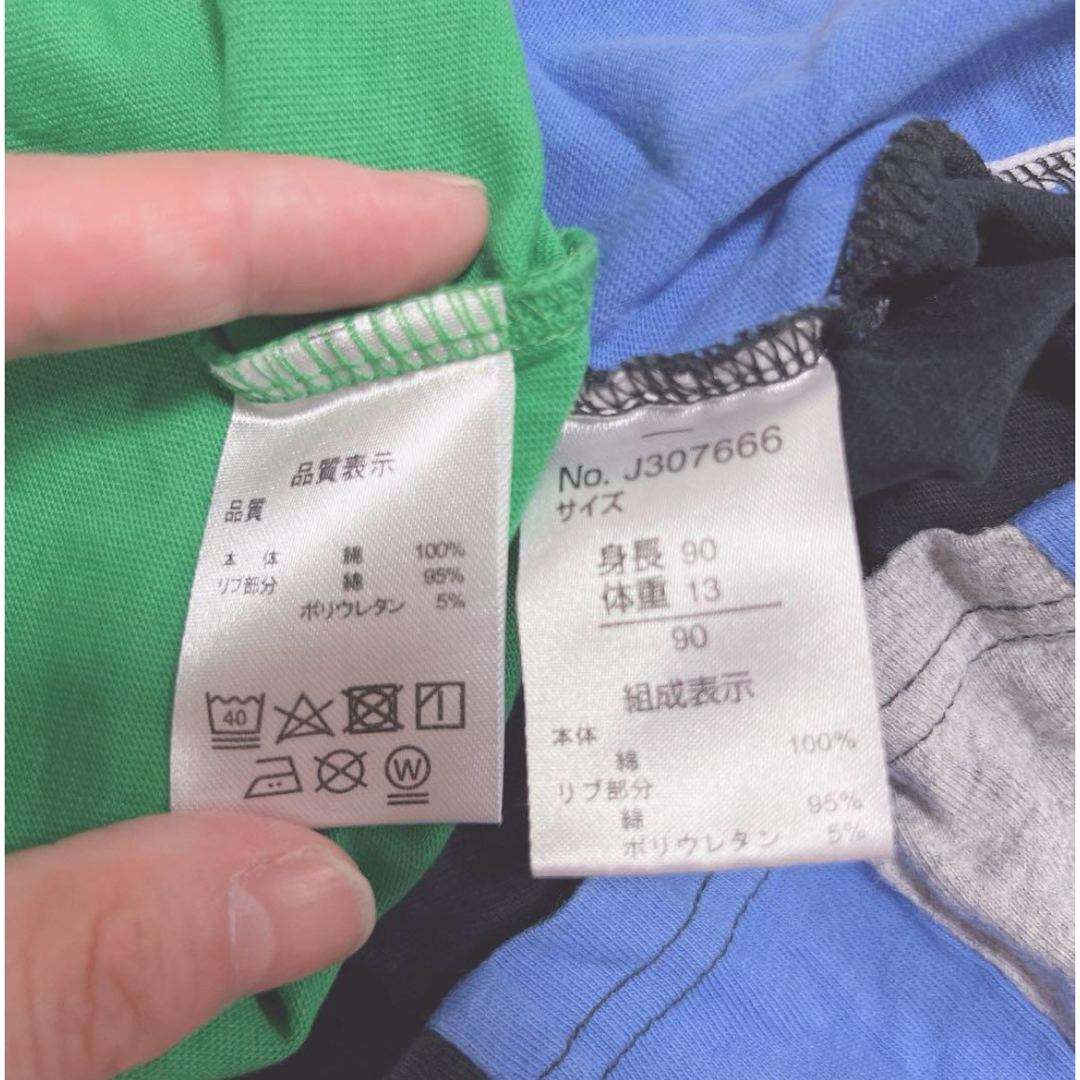 品質表示
品質
本 体 綿 100%
リブ部分 綿 95%
ポリウレタン 5%
40
W
No. J307666
サイズ
身長 90
体重 13
90
組成表示
本体
綿 100%
リブ部分
綿 95%
ポリウレタン 5%